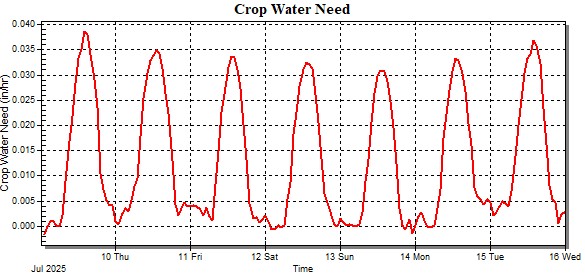 Crop Water Need
Crop Water Need (in/hr)
0.040
0.035
0.030
0.025
0.020
0.015
0.010
0.005
0.000
10 Thu 11 Fri 12 Sat 13 Sun 14 Mon 15 Tue 16 Wed
Jul 2025
Time